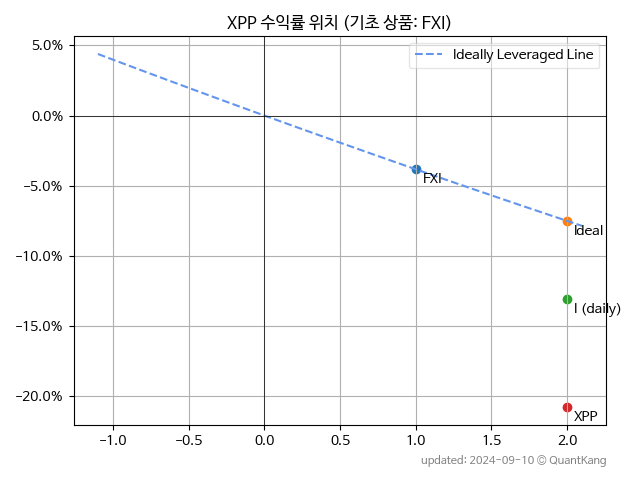 XPP 수익률 위치 (기초 상품: FXI)
Ideally Leveraged Line
5.0%
0.0%
−5.0%
−10.0%
−15.0%
−20.0%
FXI
Ideal
I (daily)
XPP
−1.0
−0.5
0.0
0.5
1.0
1.5
2.0
updated: 2024-09-10 © QuantKang